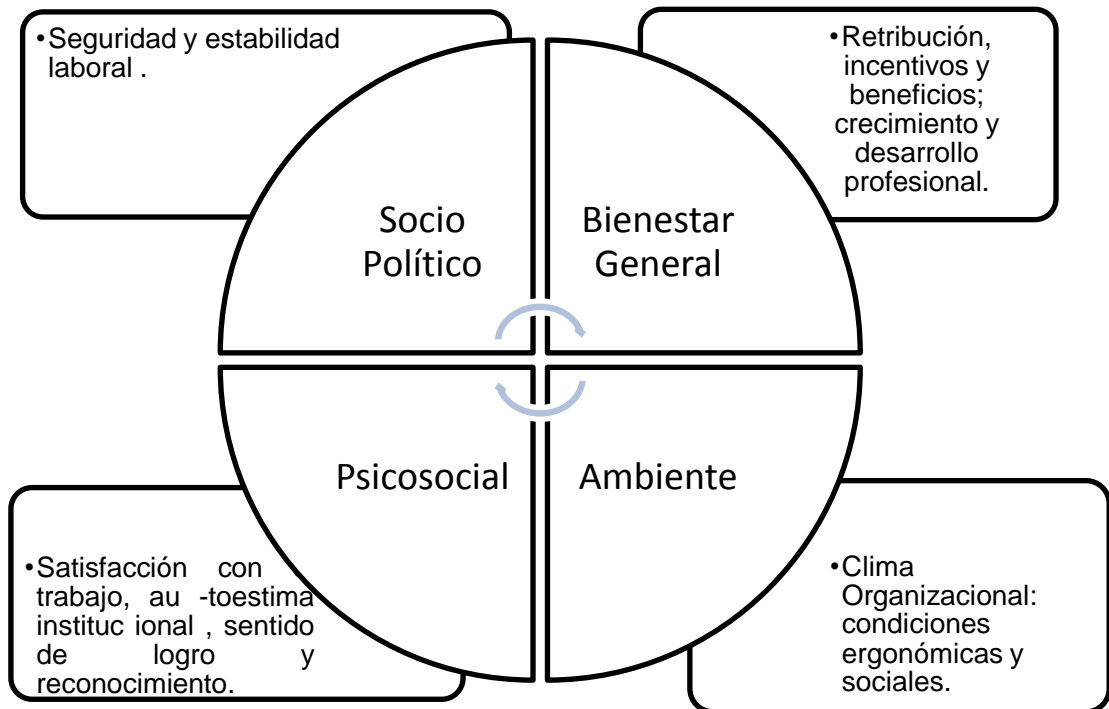 •Seguridad y estabilidad
laboral .
•Retribución,
incentivos y
beneficios;
crecimiento y
desarrollo
profesional.
Socio
Político
Bienestar
General
Psicosocial
Ambiente
•Satisfacción con
trabajo, au -toestima
instituc ional , sentido
de logro y
reconocimiento.
•Clima
Organizacional:
condiciones
ergonómicas y
sociales.